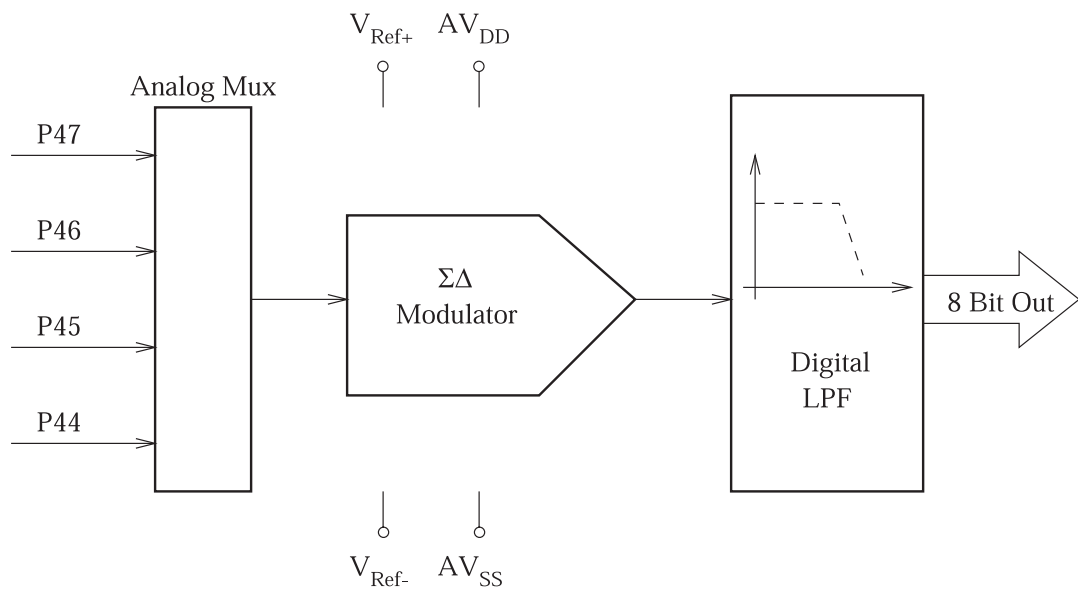 V_Ref+ AV_DD
Analog Mux
P47
P46
P45
P44
ΣΔ
Modulator
Digital
LPF
8 Bit Out
V_Ref- AV_SS